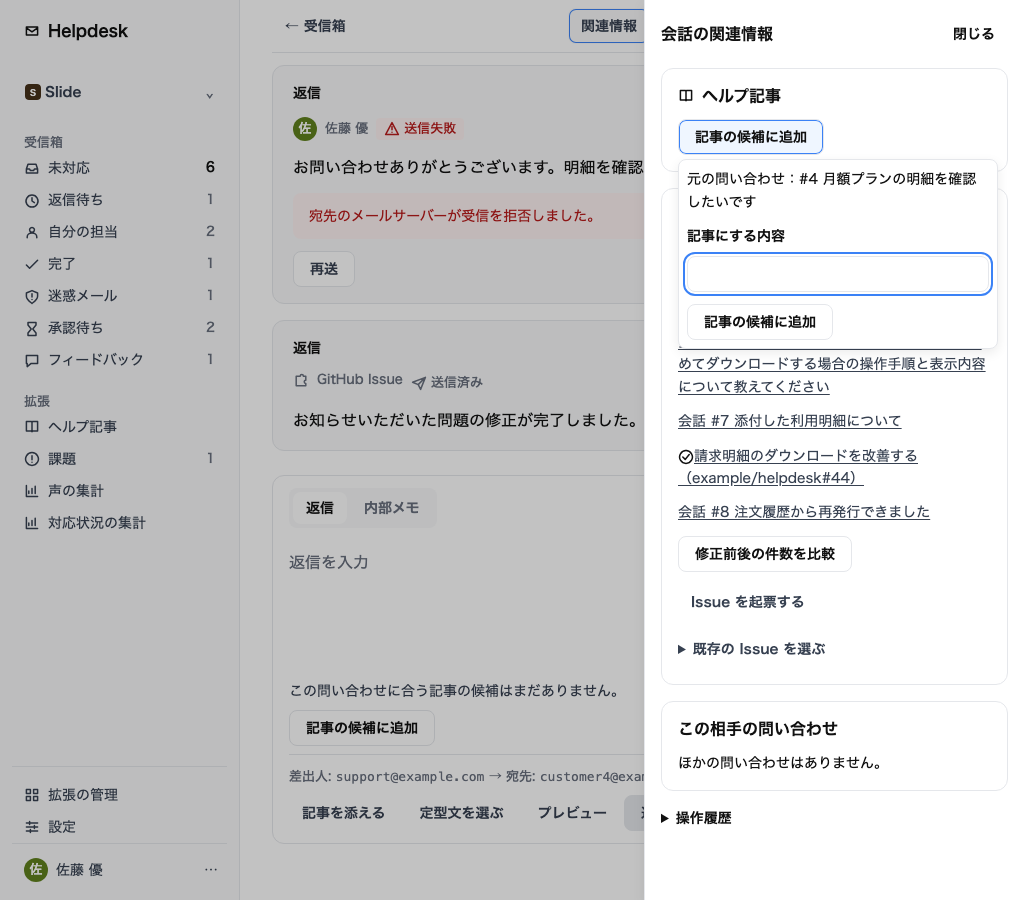 Helpdesk
S Slide
受信箱
未対応 6
返信待ち 1
自分の担当 2
完了 1
迷惑メール 1
承認待ち 2
フィードバック 1
拡張
ヘルプ記事
課題 1
声の集計
対応状況の集計
拡張の管理
設定
佐 佐藤 優 …
← 受信箱
関連情報
返信
佐 佐藤 優 送信失敗
お問い合わせありがとうございます。明細を確認
宛先のメールサーバーが受信を拒否しました。
再送
返信
GitHub Issue 送信済み
お知らせいただいた問題の修正が完了しました。
返信 内部メモ
返信を入力
この問い合わせに合う記事の候補はまだありません。
記事の候補に追加
差出人: support@example.com → 宛先: customer4@exam
記事を添える 定型文を選ぶ プレビュー
会話の関連情報 閉じる
ヘルプ記事
記事の候補に追加
元の問い合わせ：#4 月額プランの明細を確認
したいです
記事にする内容
記事の候補に追加
めてダウンロードする場合の操作手順と表示内容
について教えてください
会話 #7 添付した利用明細について
請求明細のダウンロードを改善する
（example/helpdesk#44）
会話 #8 注文履歴から再発行できました
修正前後の件数を比較
Issue を起票する
▶ 既存の Issue を選ぶ
この相手の問い合わせ
ほかの問い合わせはありません。
▶ 操作履歴